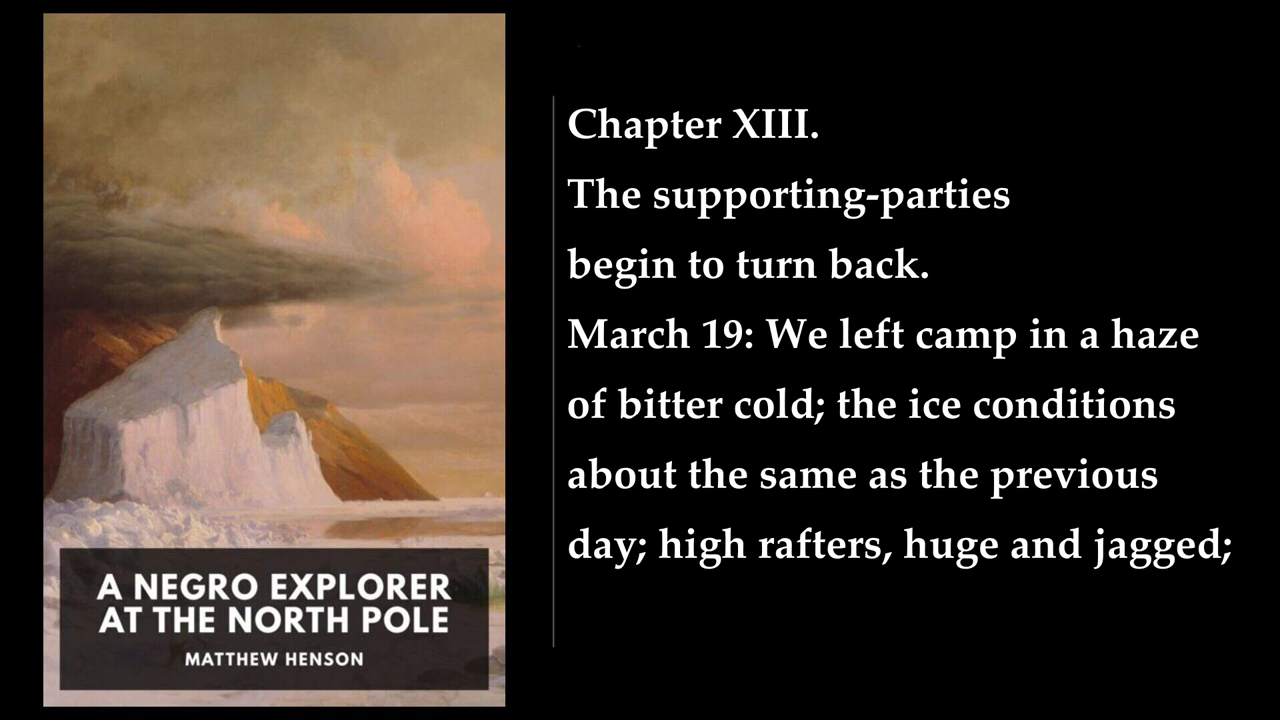 A NEGRO EXPLORER
AT THE NORTH POLE
MATTHEW HENSON
Chapter XIII.
The supporting-parties
begin to turn back.
March 19: We left camp in a haze
of bitter cold; the ice conditions
about the same as the previous
day; high rafters, huge and jagged;